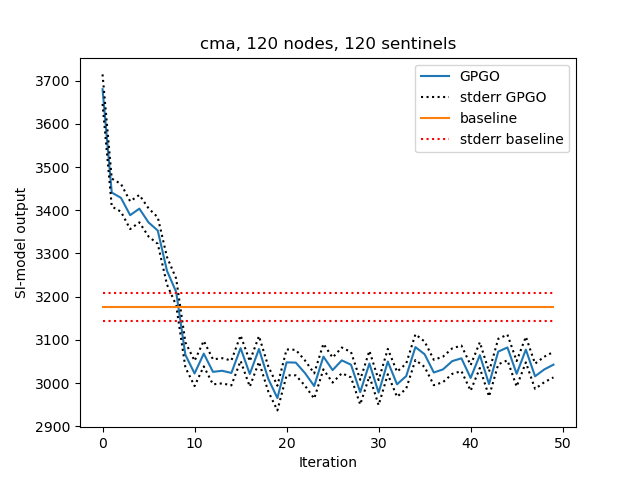 cma, 120 nodes, 120 sentinels
3700
3600
3500
3400
3300
3200
3100
3000
2900
SI-model output
GPGO
stderr GPGO
baseline
stderr baseline
0 10 20 30 40 50
Iteration